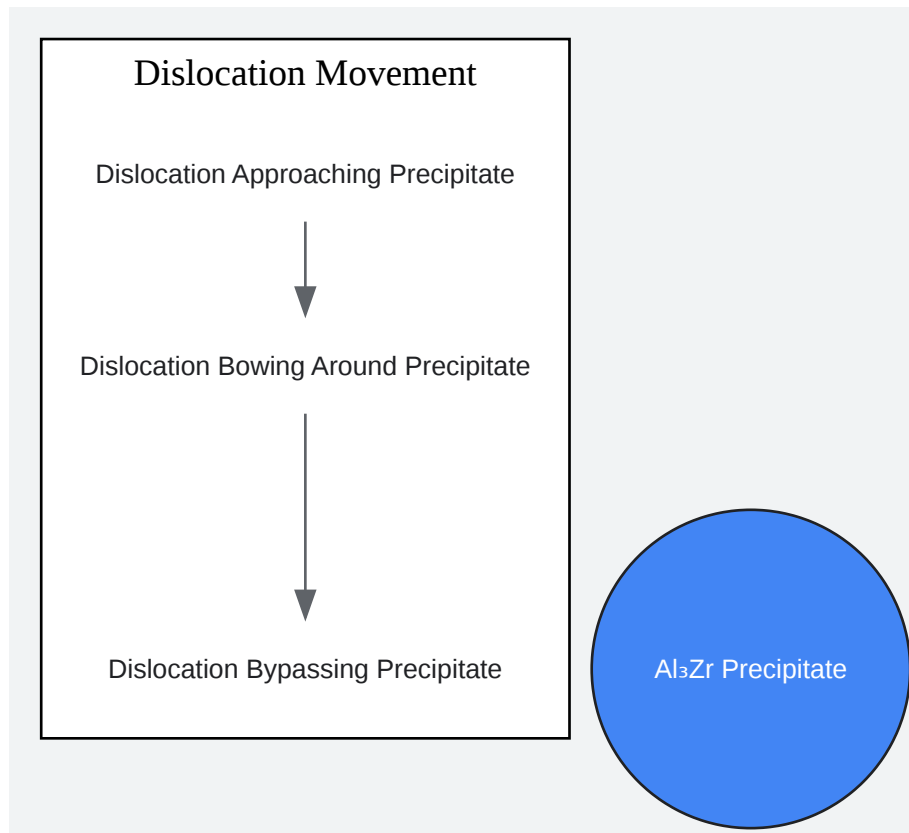 Dislocation Movement
Dislocation Approaching Precipitate
Dislocation Bowing Around Precipitate
Dislocation Bypassing Precipitate
Al₃Zr Precipitate